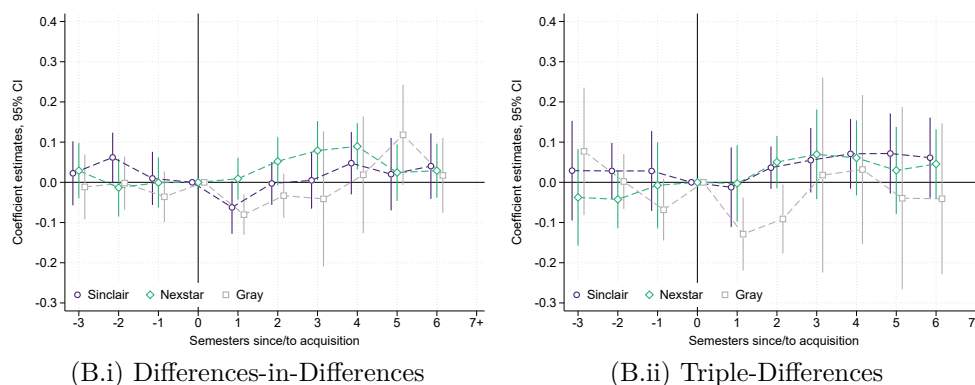 0.4
0.3
0.2
0.1
0.0
-0.1
-0.2
-0.3
Coefficient estimates, 95% CI
Sinclair Nexstar Gray
-3 -2 -1 0 1 2 3 4 5 6 7+
Semesters since/to acquisition
(B.i) Differences-in-Differences
0.4
0.3
0.2
0.1
0.0
-0.1
-0.2
-0.3
Coefficient estimates, 95% CI
Sinclair Nexstar Gray
-3 -2 -1 0 1 2 3 4 5 6 7
Semesters since/to acquisition
(B.ii) Triple-Differences